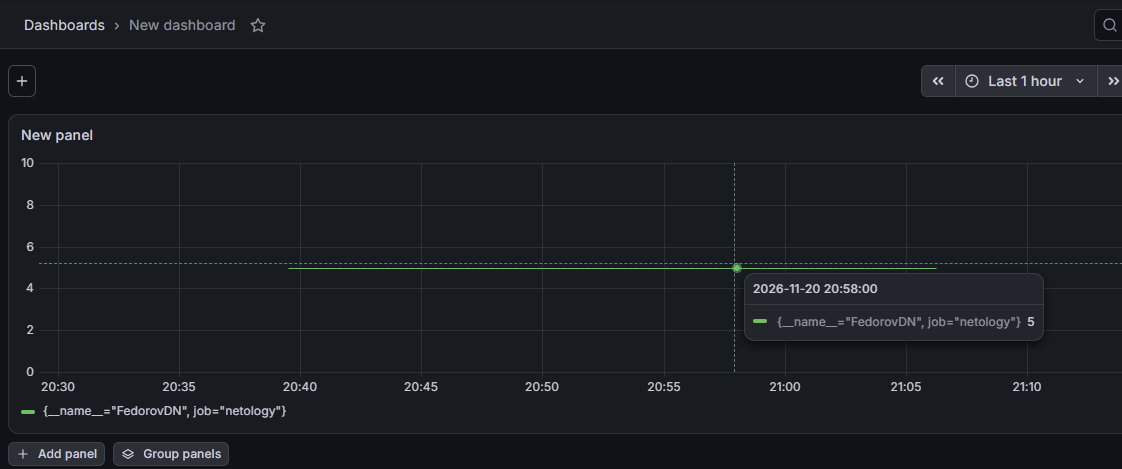 Dashboards › New dashboard
Last 1 hour
New panel
10
8
6
4
2
0
2026-11-20 20:58:00
{__name__="FedorovDN", job="netology"} 5
20:30 20:35 20:40 20:45 20:50 20:55 21:00 21:05 21:10
{__name__="FedorovDN", job="netology"}
Add panel Group panels